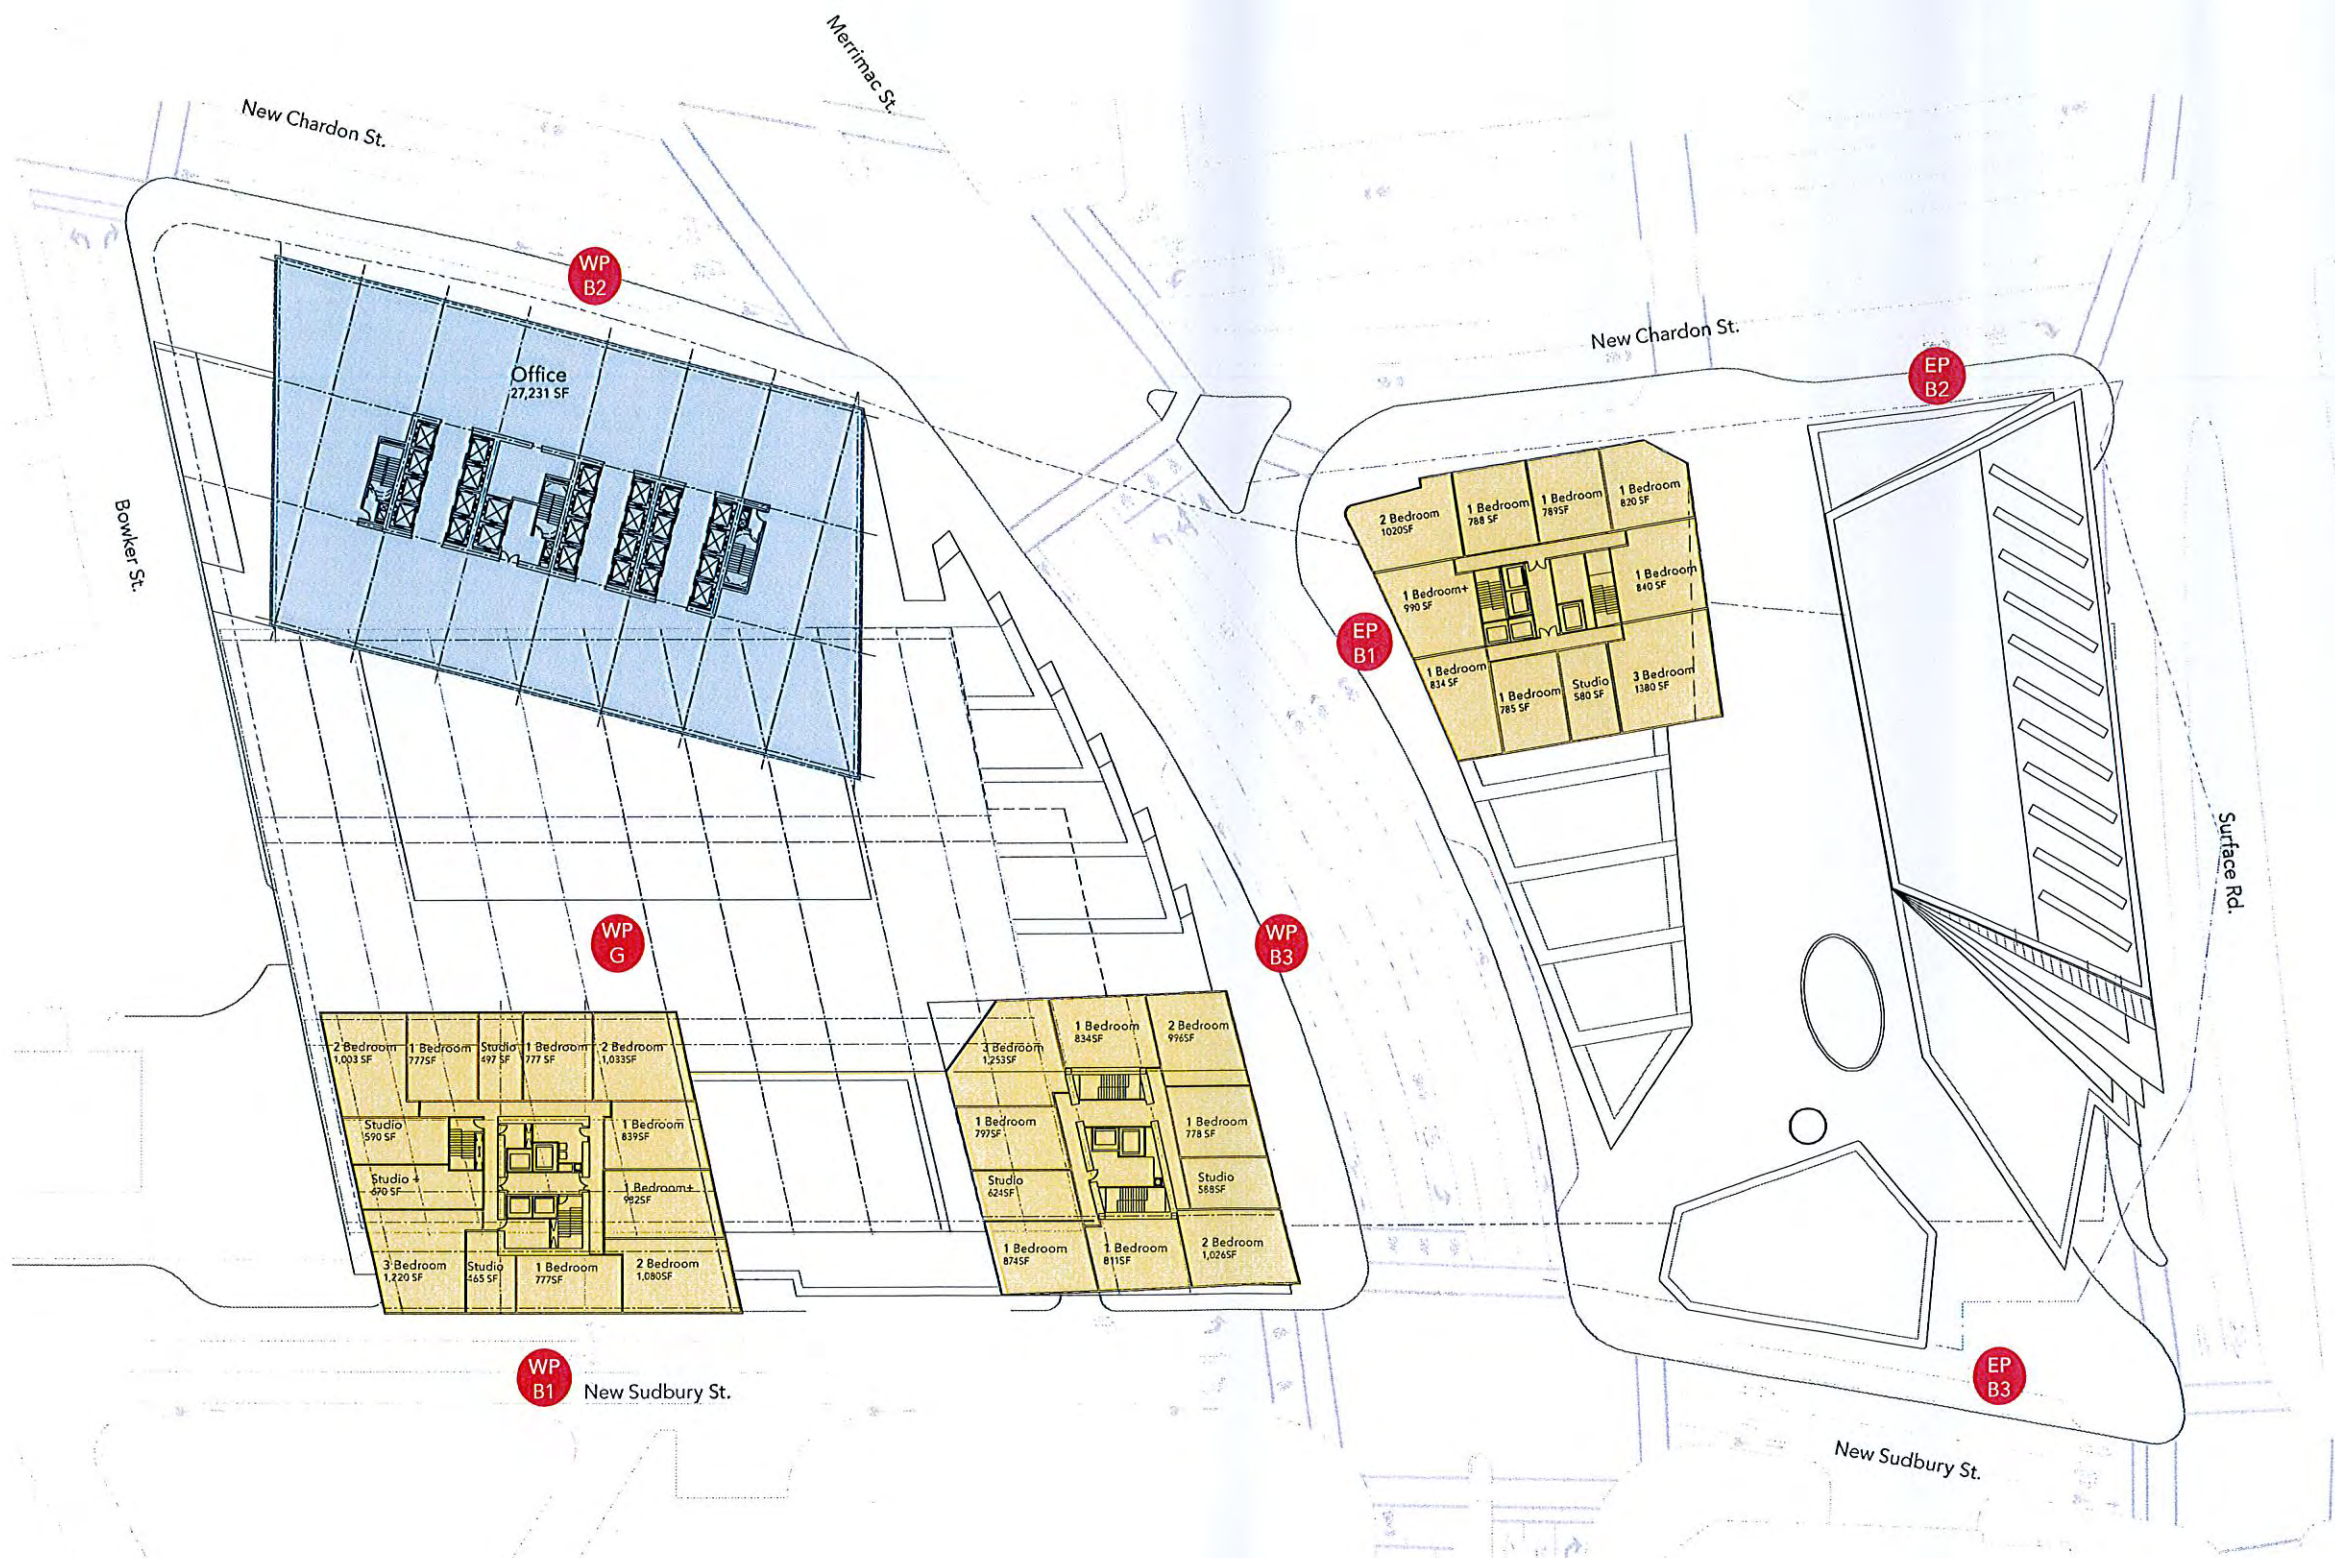 Merrimac St.
New Chardon St.
WP
B2
Office
27,231 SF
New Chardon St.
EP
B2
Bowker St.
2 Bedroom
1020SF
1 Bedroom
788 SF
1 Bedroom
789SF
1 Bedroom
820 SF
1 Bedroom+
990 SF
1 Bedroom
840 SF
EP
B1
1 Bedroom
834 SF
1 Bedroom
785 SF
Studio
580 SF
3 Bedroom
1380 SF
Surface Rd.
WP
G
WP
B3
2 Bedroom
1,003 SF
1 Bedroom
777SF
Studio
497 SF
1 Bedroom
777 SF
2 Bedroom
1,033SF
Studio
590 SF
1 Bedroom
839SF
Studio +
670 SF
1 Bedroom+
982SF
3 Bedroom
1,220 SF
Studio
465 SF
1 Bedroom
777SF
2 Bedroom
1,080SF
3 Bedroom
1,253SF
1 Bedroom
834SF
2 Bedroom
996SF
1 Bedroom
797SF
1 Bedroom
778 SF
Studio
624SF
Studio
588SF
1 Bedroom
874SF
1 Bedroom
811SF
2 Bedroom
1,026SF
WP
B1
New Sudbury St.
EP
B3
New Sudbury St.